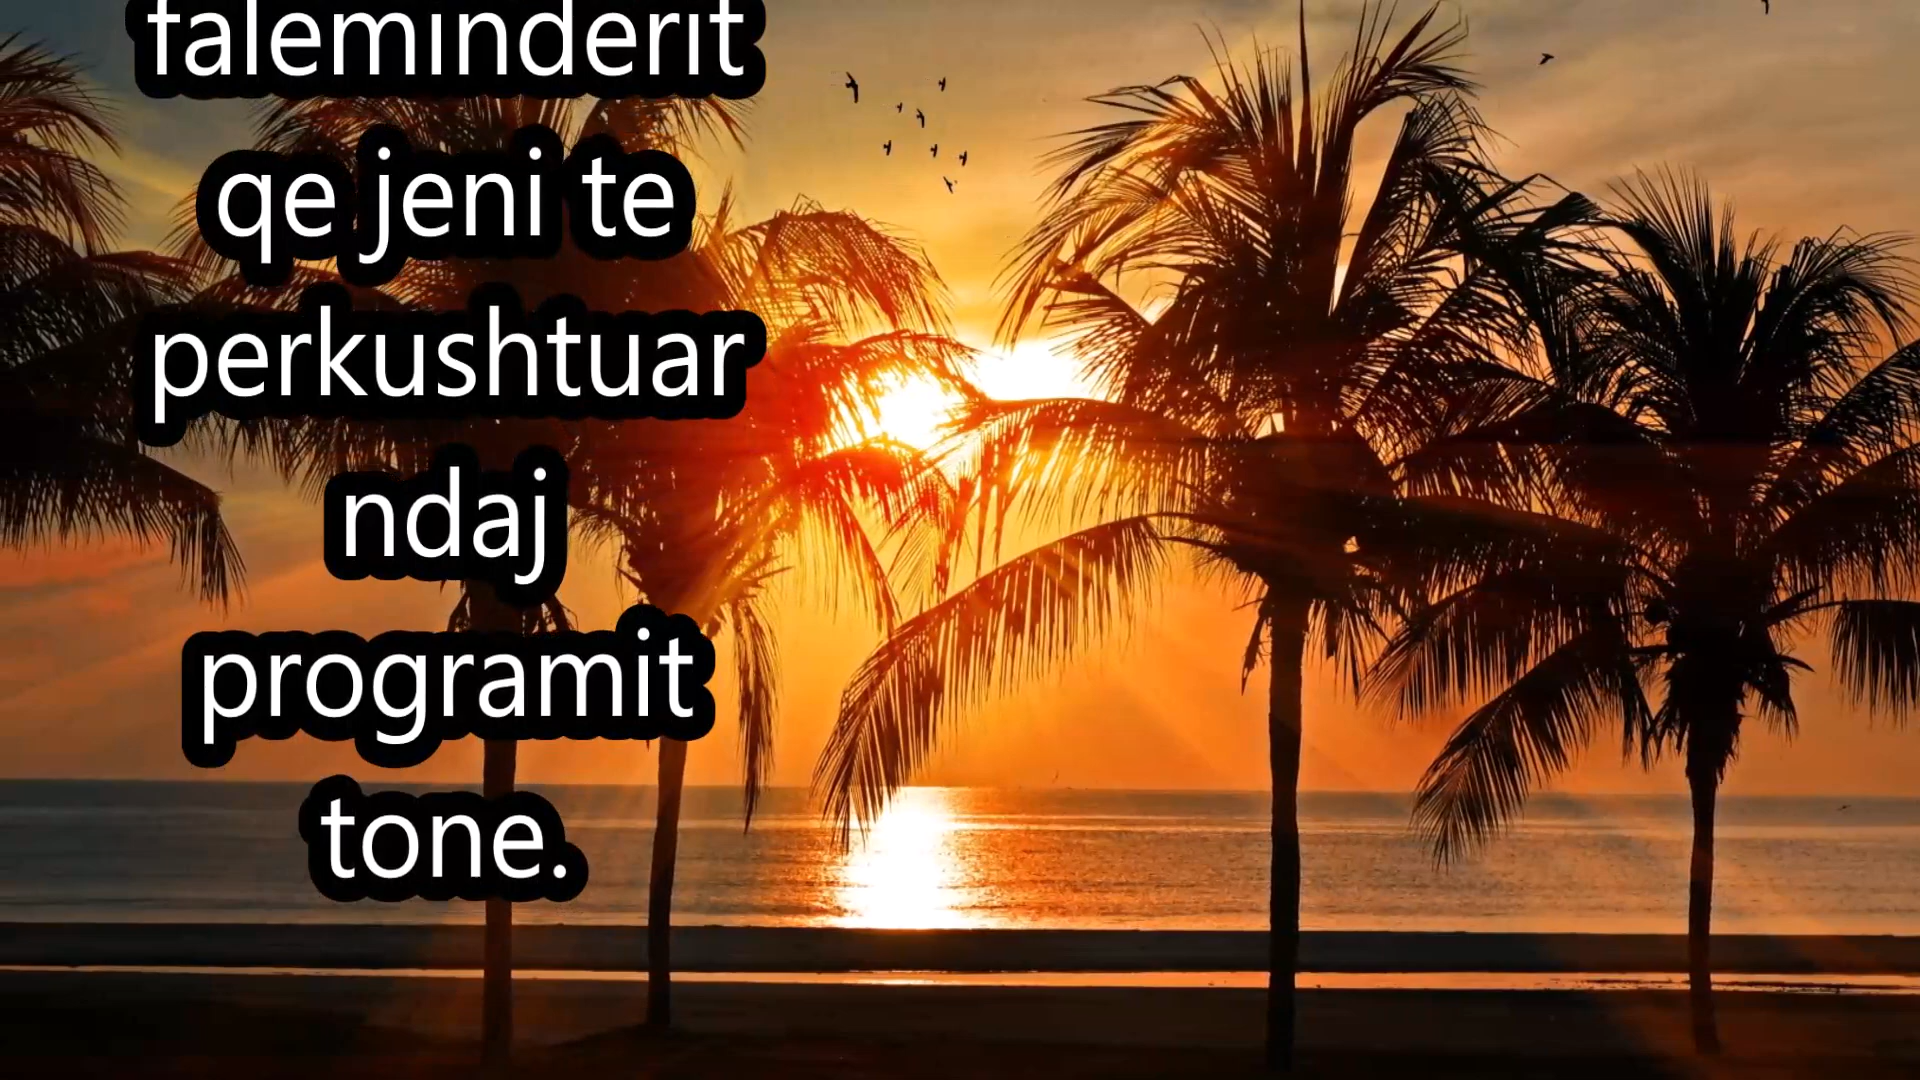 faleminderit
qe jeni te
perkushtuar
ndaj
programit
tone.